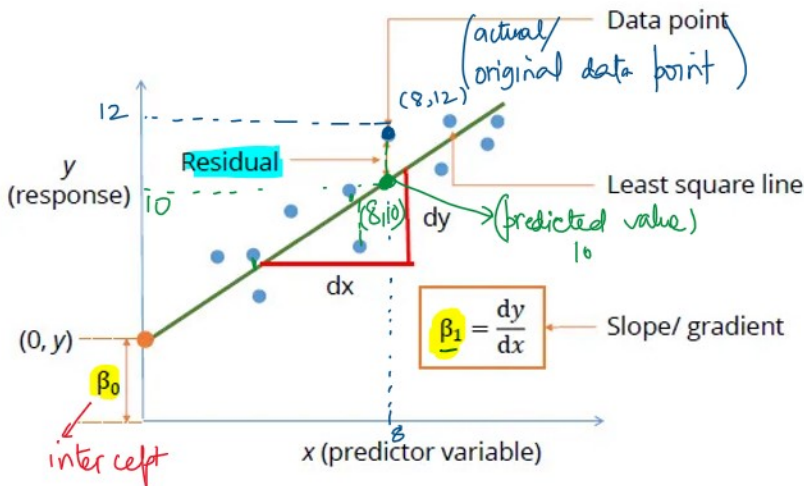 Data point
(actual/
original data point)
(8,12)
12
Residual
y
(response)
10
Least square line
(8,10)
dy
(predicted value)
10
dx
(0, y)
β₁ = dy/dx
Slope/ gradient
β₀
8
intercept
x (predictor variable)